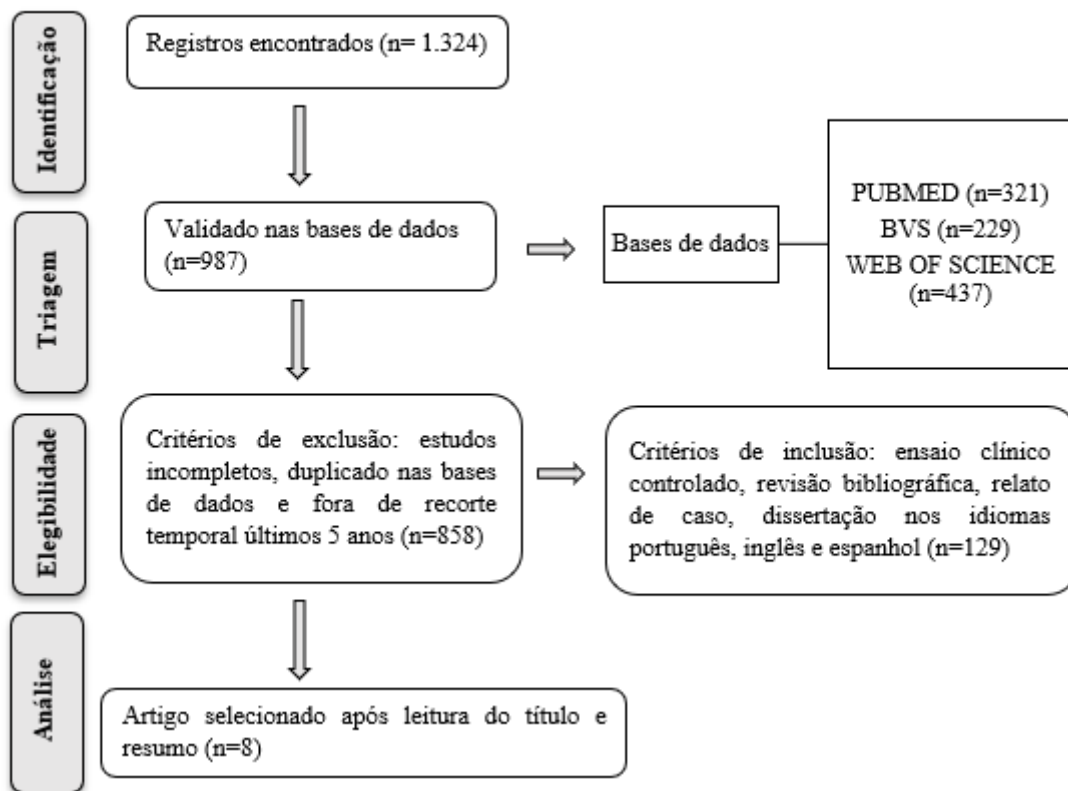 Identificação
Registros encontrados (n= 1.324)
Triagem
Validado nas bases de dados
(n=987)
Bases de dados
PUBMED (n=321)
BVS (n=229)
WEB OF SCIENCE
(n=437)
Elegibilidade
Critérios de exclusão: estudos
incompletos, duplicado nas bases
de dados e fora de recorte
temporal últimos 5 anos (n=858)
Critérios de inclusão: ensaio clínico
controlado, revisão bibliográfica, relato
de caso, dissertação nos idiomas
português, inglês e espanhol (n=129)
Análise
Artigo selecionado após leitura do título e
resumo (n=8)